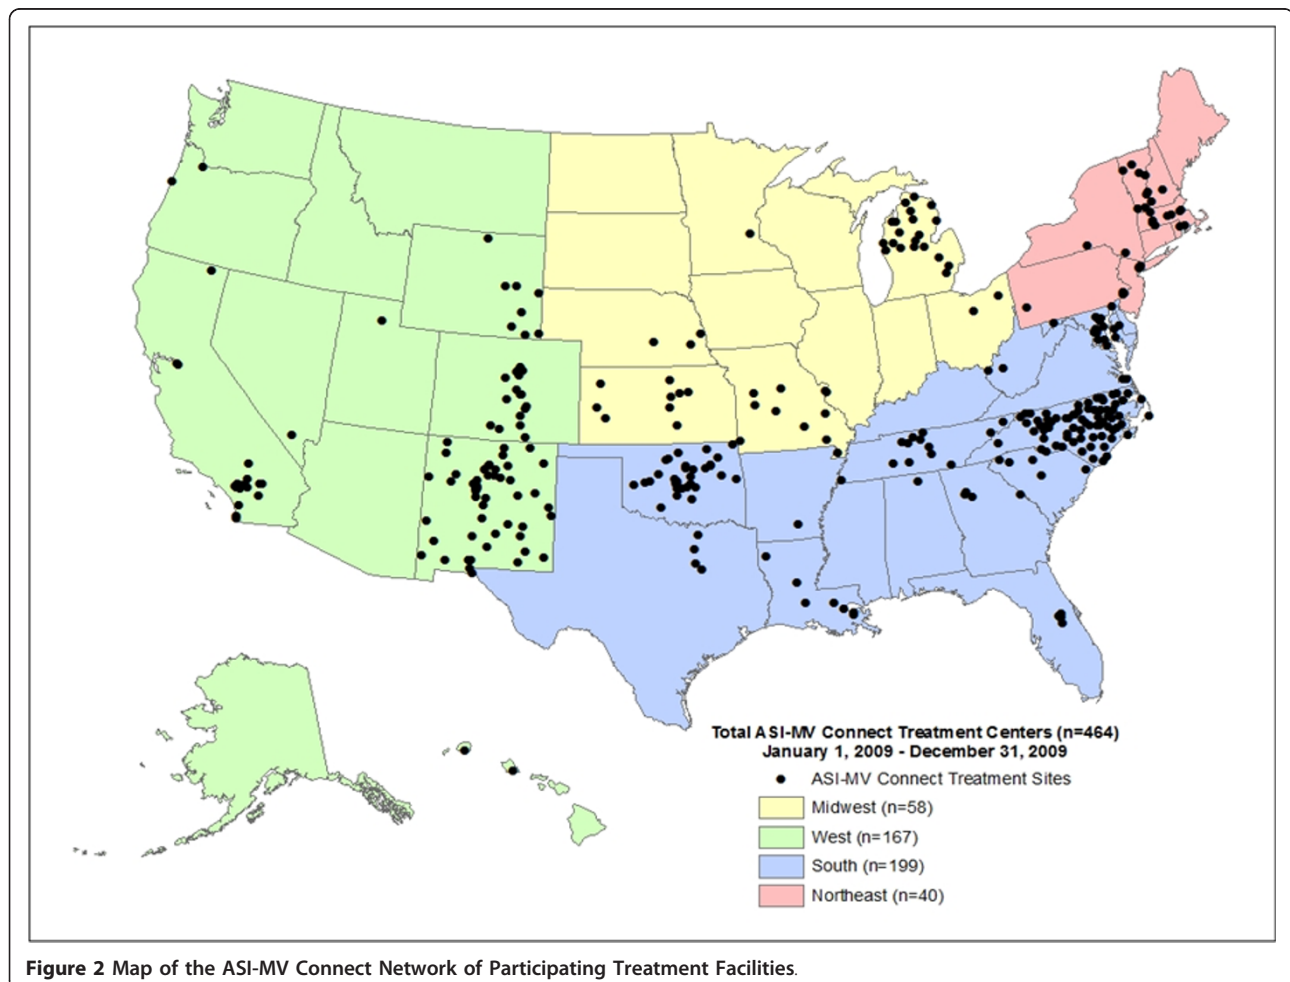 Total ASI-MV Connect Treatment Centers (n=464)
January 1, 2009 - December 31, 2009
ASI-MV Connect Treatment Sites
Midwest (n=58)
West (n=167)
South (n=199)
Northeast (n=40)
Figure 2 Map of the ASI-MV Connect Network of Participating Treatment Facilities.